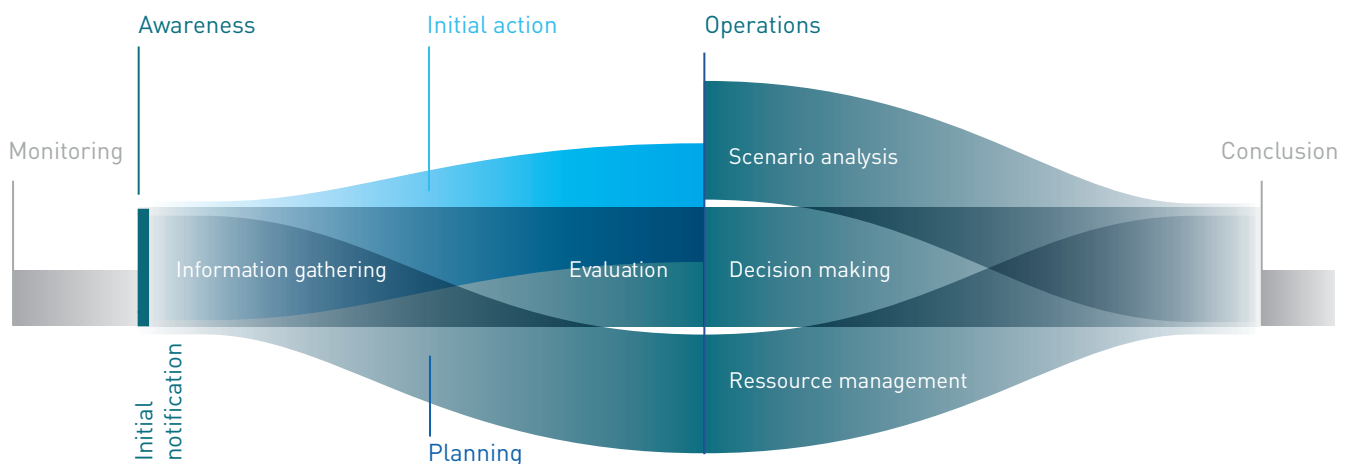 Awareness
Initial action
Operations
Monitoring
Scenario analysis
Conclusion
Information gathering
Evaluation
Decision making
Ressource management
Initial
notification
Planning